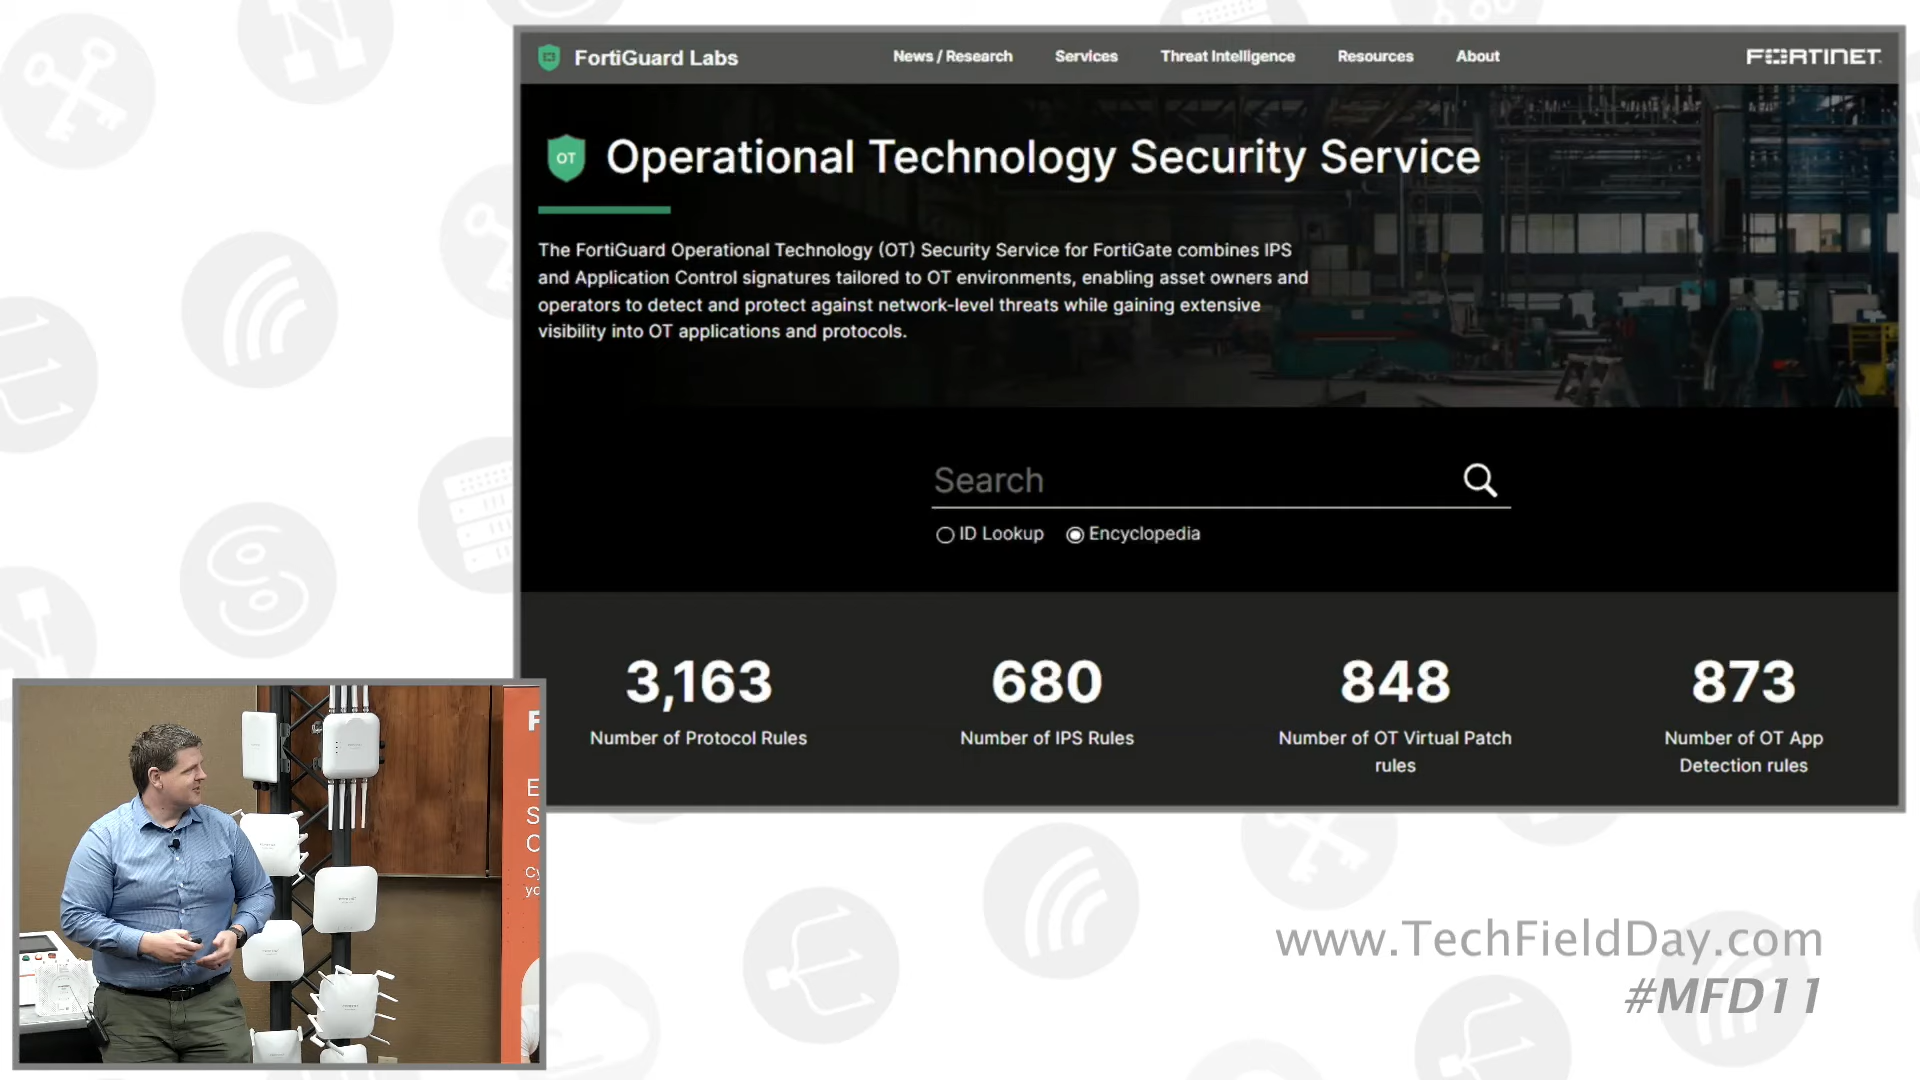 FortiGuard Labs
News / Research
Services
Threat Intelligence
Resources
About
FORTINET
OT
Operational Technology Security Service
The FortiGuard Operational Technology (OT) Security Service for FortiGate combines IPS
and Application Control signatures tailored to OT environments, enabling asset owners and
operators to detect and protect against network-level threats while gaining extensive
visibility into OT applications and protocols.
Search
ID Lookup
Encyclopedia
3,163
Number of Protocol Rules
680
Number of IPS Rules
848
Number of OT Virtual Patch
rules
873
Number of OT App
Detection rules
F
E
S
C
Cy
yo
www.TechFieldDay.com
#MFD11